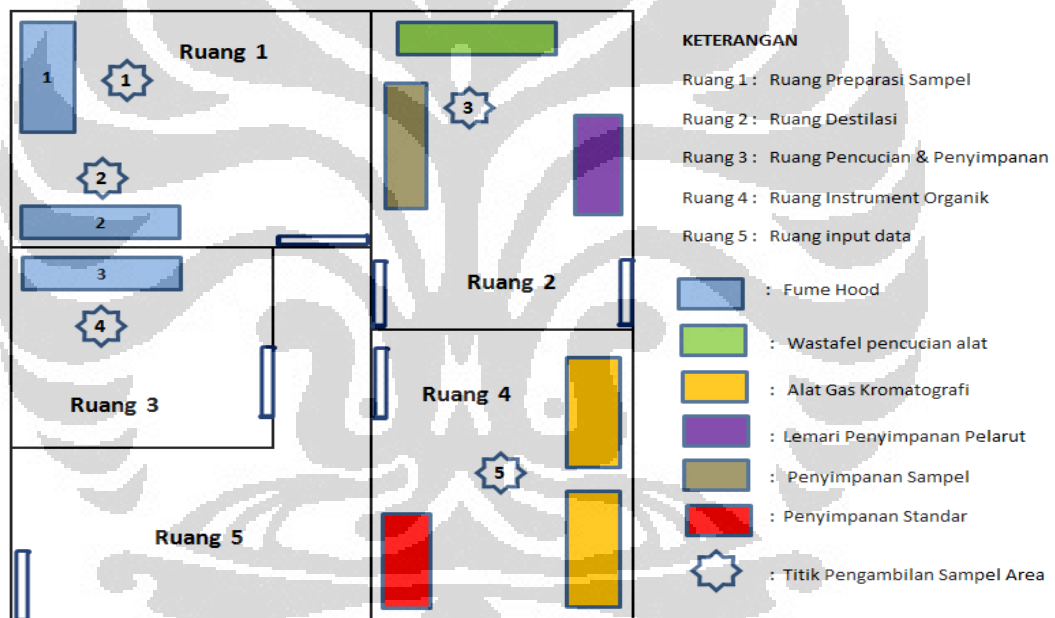 Ruang 1
1
1
2
2
3
Ruang 2
3
4
Ruang 3
Ruang 4
5
Ruang 5
KETERANGAN
Ruang 1 : Ruang Preparasi Sampel
Ruang 2 : Ruang Destilasi
Ruang 3 : Ruang Pencucian & Penyimpanan
Ruang 4 : Ruang Instrument Organik
Ruang 5 : Ruang input data
: Fume Hood
: Wastafel pencucian alat
: Alat Gas Kromatografi
: Lemari Penyimpanan Pelarut
: Penyimpanan Sampel
: Penyimpanan Standar
: Titik Pengambilan Sampel Area